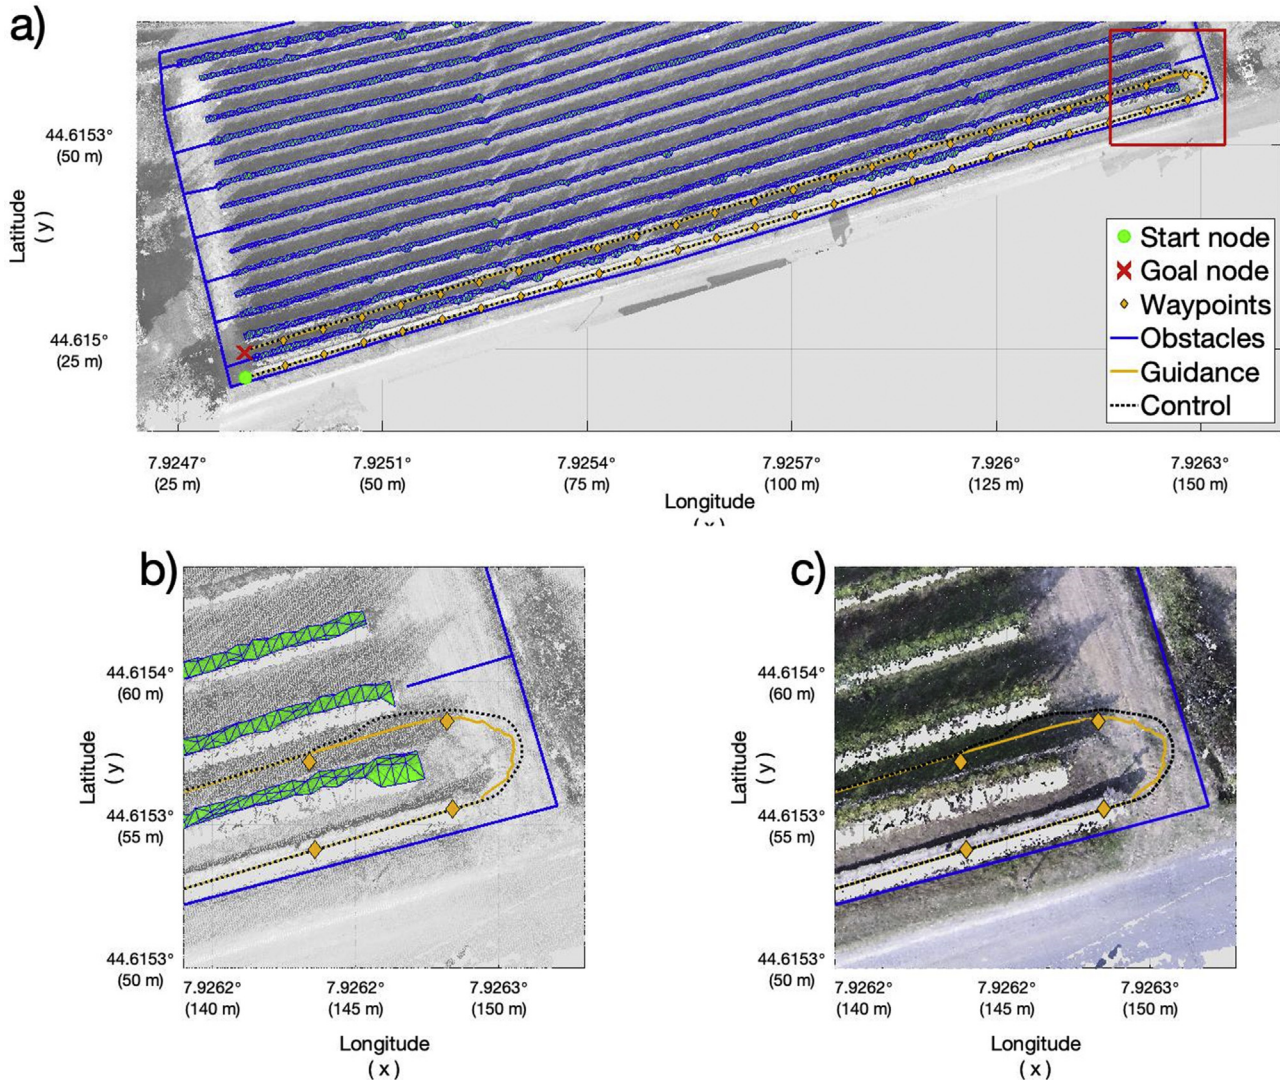 a)
44.6153°
(50 m)
Latitude
( y )
44.615°
(25 m)
Start node
Goal node
Waypoints
Obstacles
Guidance
Control
7.9247°
(25 m)
7.9251°
(50 m)
7.9254°
(75 m)
7.9257°
(100 m)
7.926°
(125 m)
7.9263°
(150 m)
Longitude
( x )
b)
44.6154°
(60 m)
Latitude
( y )
44.6153°
(55 m)
44.6153°
(50 m)
7.9262°
(140 m)
7.9262°
(145 m)
7.9263°
(150 m)
Longitude
( x )
c)
44.6154°
(60 m)
Latitude
( y )
44.6153°
(55 m)
44.6153°
(50 m)
7.9262°
(140 m)
7.9262°
(145 m)
7.9263°
(150 m)
Longitude
( x )